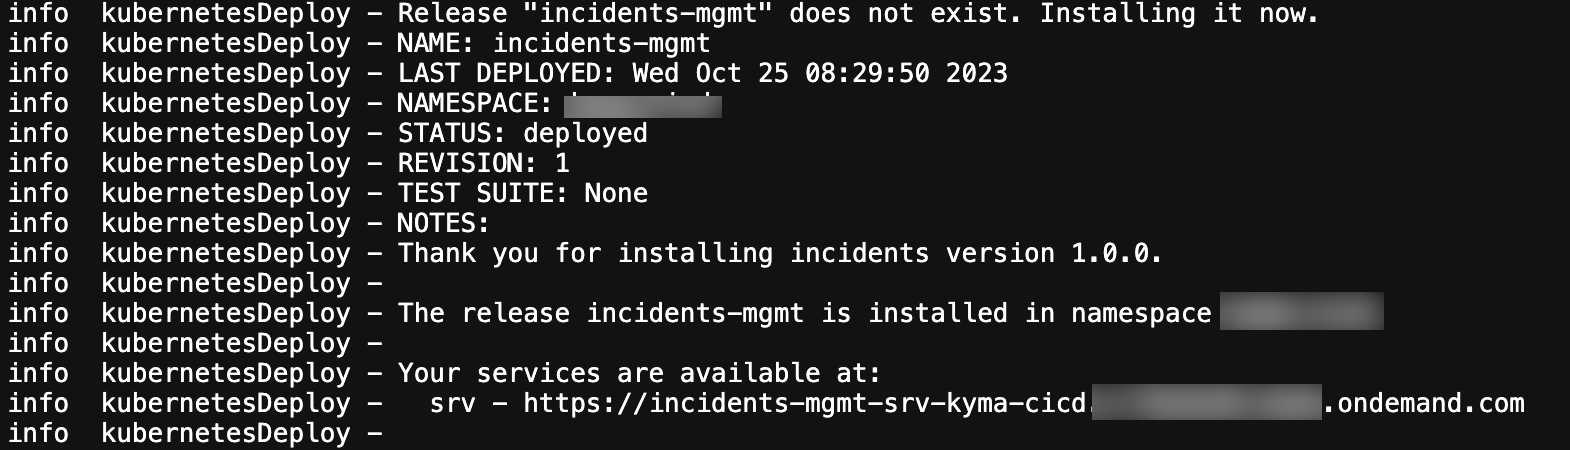 info  kubernetesDeploy - Release "incidents-mgmt" does not exist. Installing it now.
info  kubernetesDeploy - NAME: incidents-mgmt
info  kubernetesDeploy - LAST DEPLOYED: Wed Oct 25 08:29:50 2023
info  kubernetesDeploy - NAMESPACE:
info  kubernetesDeploy - STATUS: deployed
info  kubernetesDeploy - REVISION: 1
info  kubernetesDeploy - TEST SUITE: None
info  kubernetesDeploy - NOTES:
info  kubernetesDeploy - Thank you for installing incidents version 1.0.0.
info  kubernetesDeploy -
info  kubernetesDeploy - The release incidents-mgmt is installed in namespace
info  kubernetesDeploy -
info  kubernetesDeploy - Your services are available at:
info  kubernetesDeploy -   srv - https://incidents-mgmt-srv-kyma-cicd. .ondemand.com
info  kubernetesDeploy -